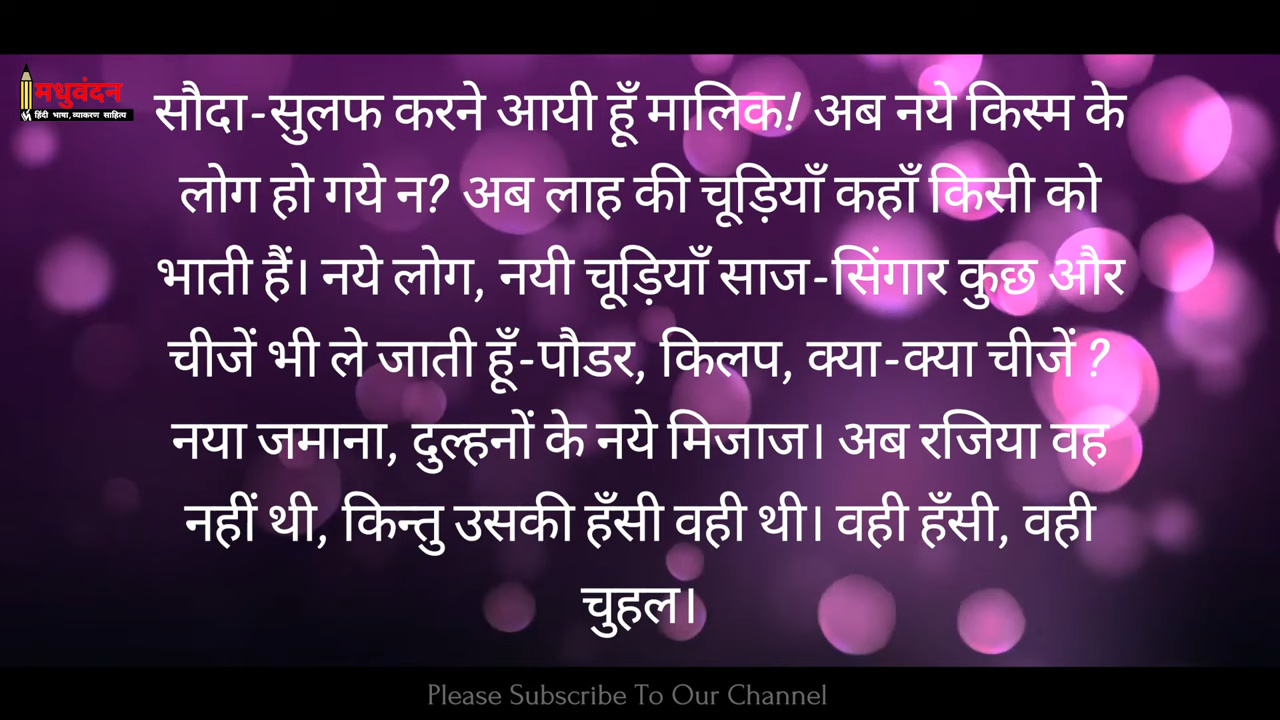 मधुवंदन
हिंदी भाषा,व्याकरण साहित्य
सौदा-सुलफ करने आयी हूँ मालिक! अब नये किस्म के
लोग हो गये न? अब लाह की चूड़ियाँ कहाँ किसी को
भाती हैं। नये लोग, नयी चूड़ियाँ साज-सिंगार कुछ और
चीजें भी ले जाती हूँ-पौडर, किलप, क्या-क्या चीजें ?
नया जमाना, दुल्हनों के नये मिजाज। अब रजिया वह
नहीं थी, किन्तु उसकी हँसी वही थी। वही हँसी, वही
चुहल।
Please Subscribe To Our Channel